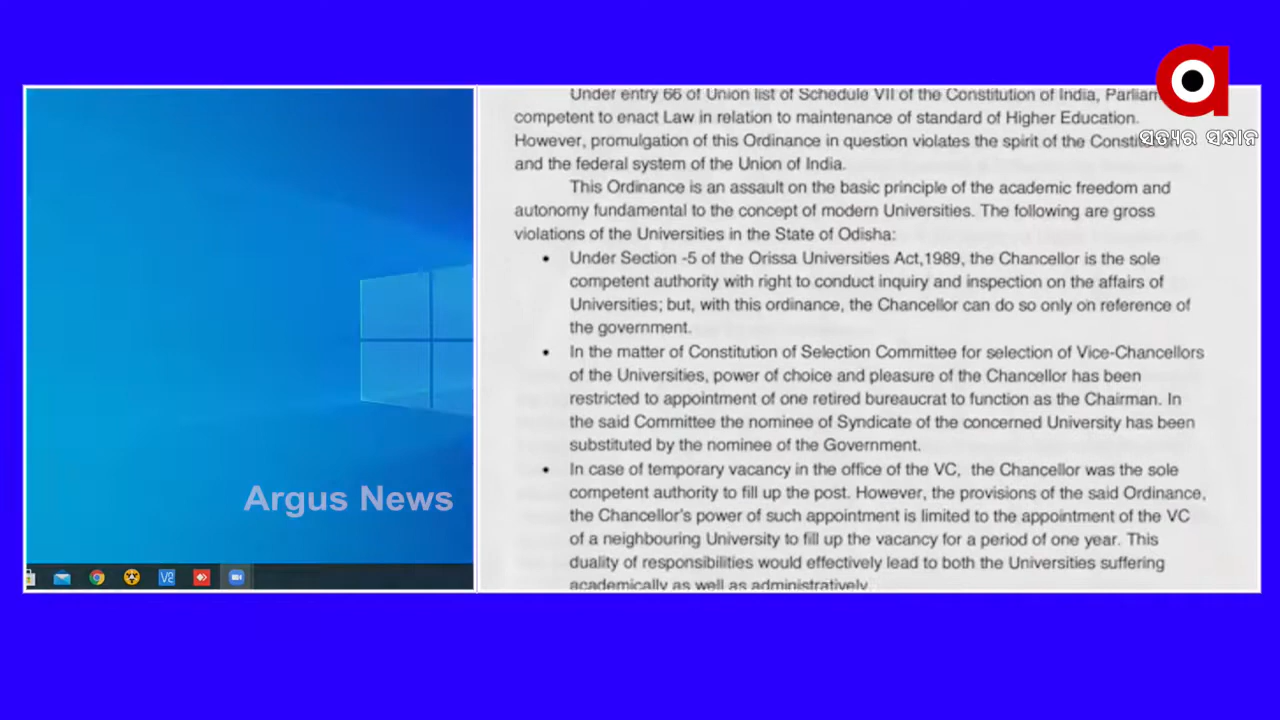 Under entry 66 of Union list of Schedule VII of the Constitution of India,
competent to enact Law in relation to maintenance of standard of Higher Education.
However, promulgation of this Ordinance in question violates the spirit of the
and the federal system of the Union of India.
This Ordinance is an assault on the basic principle of the academic freedom and
autonomy fundamental to the concept of modern Universities. The following are gross
violations of the Universities in the State of Odisha:
• Under Section -5 of the Orissa Universities Act,1989, the Chancellor is the sole
competent authority with right to conduct inquiry and inspection on the affairs of
Universities; but, with this ordinance, the Chancellor can do so only on reference of
the government.
• In the matter of Constitution of Selection Committee for selection of Vice-Chancellors
of the Universities, power of choice and pleasure of the Chancellor has been
restricted to appointment of one retired bureaucrat to function as the Chairman. In
the said Committee the nominee of Syndicate of the concerned University has been
substituted by the nominee of the Government.
• In case of temporary vacancy in the office of the VC, the Chancellor was the sole
competent authority to fill up the post. However, the provisions of the said Ordinance,
the Chancellor's power of such appointment is limited to the appointment of the VC
of a neighbouring University to fill up the vacancy for a period of one year. This
duality of responsibilities would effectively lead to both the Universities suffering
academically as well as administratively
Argus News
V2
a
ସତ୍ୟର ସନ୍ଧାନ